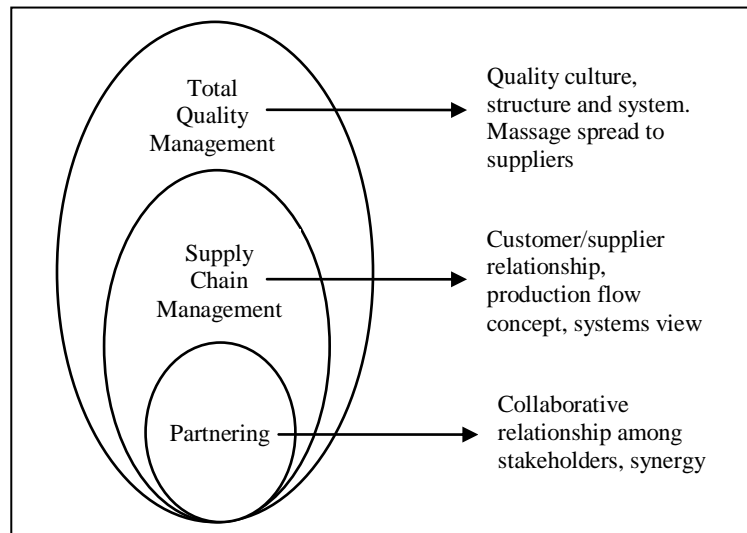 Total
Quality
Management
Quality culture,
structure and system.
Massage spread to
suppliers
Supply
Chain
Management
Customer/supplier
relationship,
production flow
concept, systems view
Partnering
Collaborative
relationship among
stakeholders, synergy